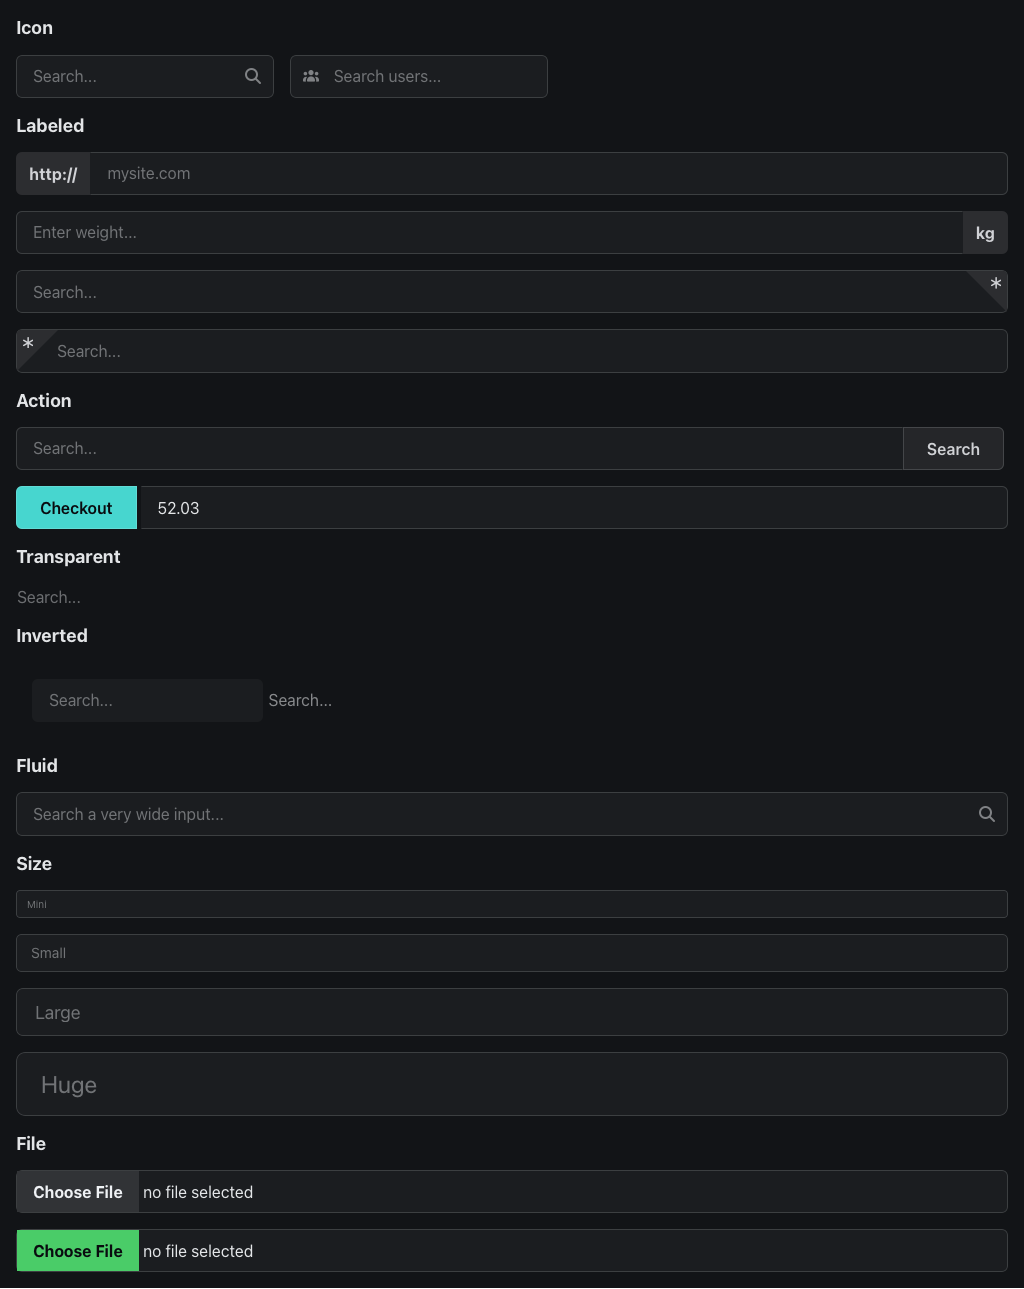 Icon
Search...
Search users...
Labeled
http:// mysite.com
Enter weight... kg
Search... *
* Search...
Action
Search... Search
Checkout 52.03
Transparent
Search...
Inverted
Search... Search...
Fluid
Search a very wide input...
Size
Mini
Small
Large
Huge
File
Choose File no file selected
Choose File no file selected